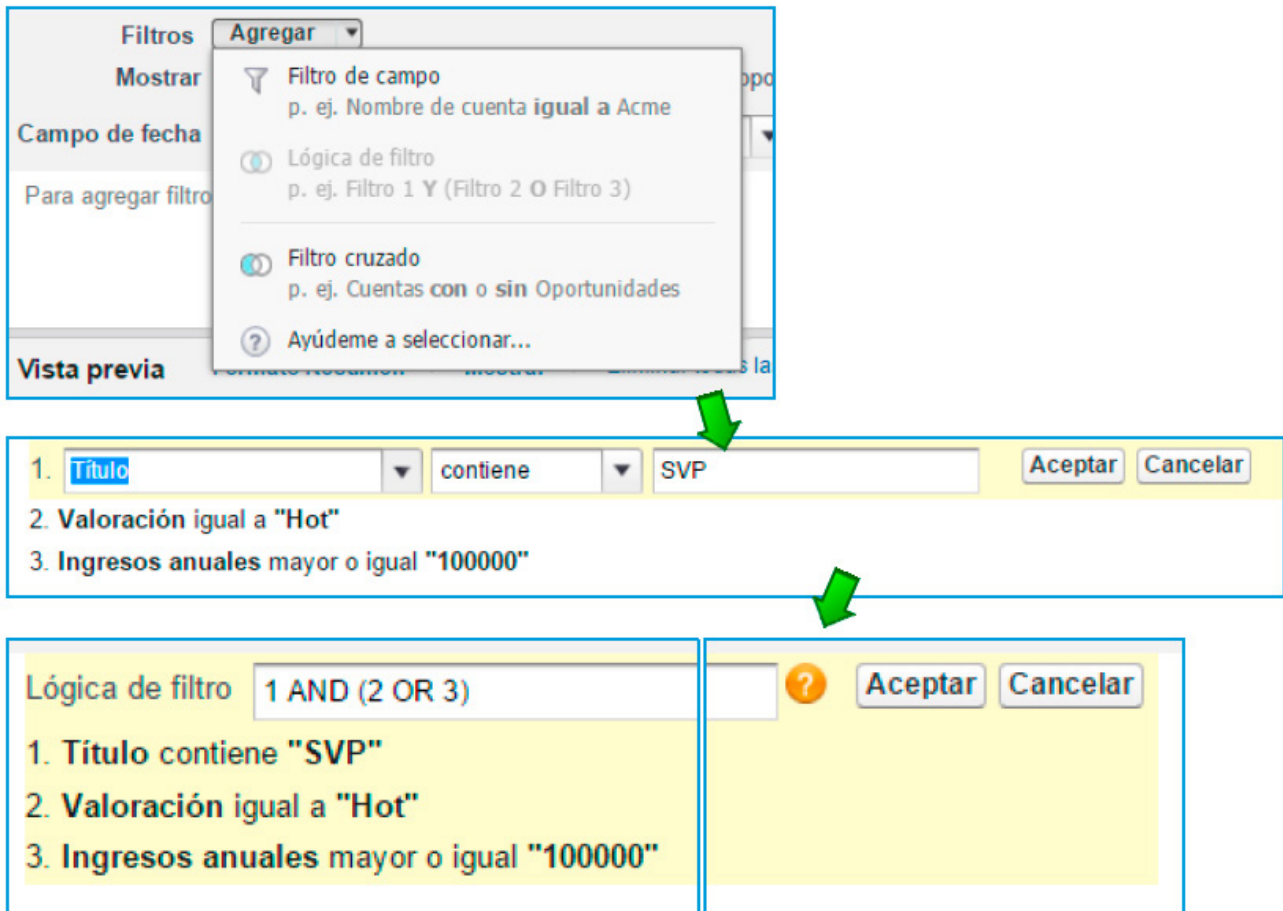 Filtros Agregar
Mostrar
Filtro de campo
p. ej. Nombre de cuenta igual a Acme
Campo de fecha
Lógica de filtro
p. ej. Filtro 1 Y (Filtro 2 O Filtro 3)
Para agregar filtro
Filtro cruzado
p. ej. Cuentas con o sin Oportunidades
Ayúdeme a seleccionar...
Vista previa
1. Título contiene SVP Aceptar Cancelar
2. Valoración igual a "Hot"
3. Ingresos anuales mayor o igual "100000"
Lógica de filtro 1 AND (2 OR 3) ? Aceptar Cancelar
1. Título contiene "SVP"
2. Valoración igual a "Hot"
3. Ingresos anuales mayor o igual "100000"